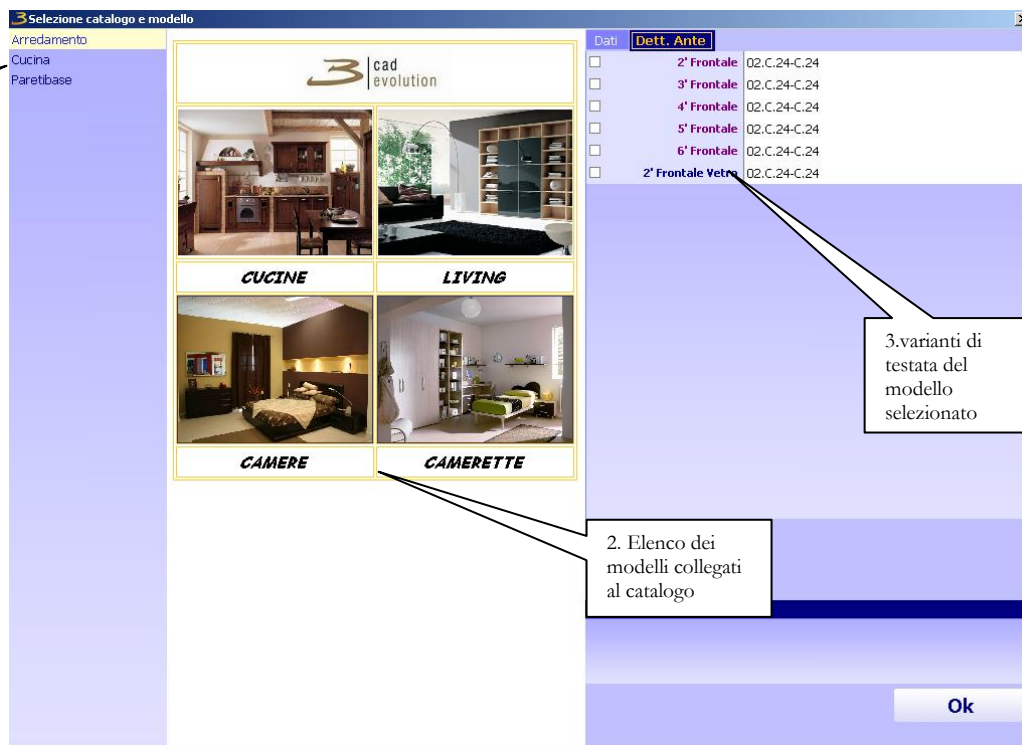 3 Selezione catalogo e modello
Arredamento
Cucina
Paretibase
3 cad
evolution
CUCINE
LIVING
CAMERE
CAMERETTE
Dati Dett. Ante
2' Frontale 02.C.24-C.24
3' Frontale 02.C.24-C.24
4' Frontale 02.C.24-C.24
5' Frontale 02.C.24-C.24
6' Frontale 02.C.24-C.24
2' Frontale Vetro 02.C.24-C.24
3.varianti di
testata del
modello
selezionato
2. Elenco dei
modelli collegati
al catalogo
Ok